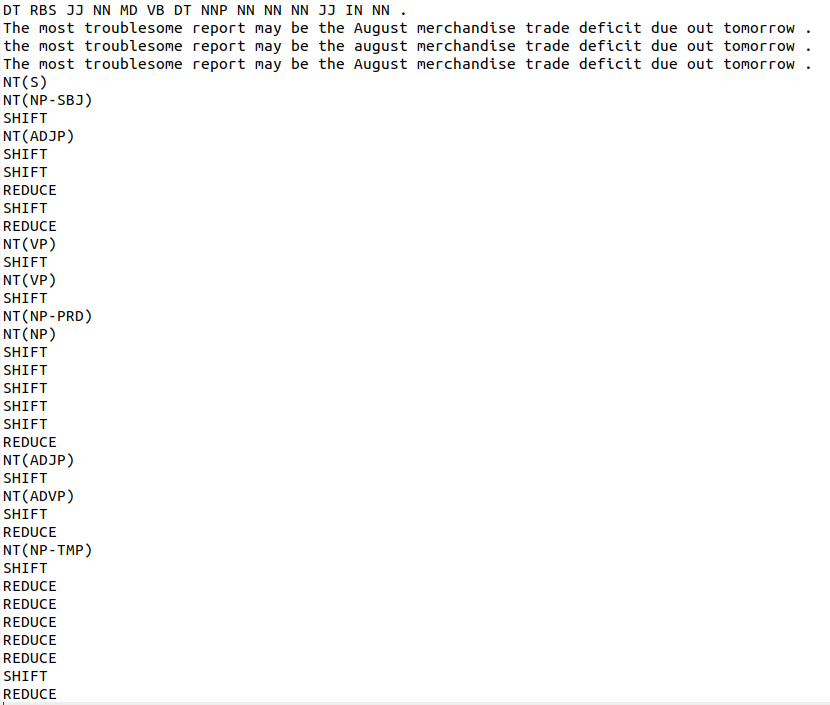 DT RBS JJ NN MD VB DT NNP NN NN NN JJ IN NN .
The most troublesome report may be the August merchandise trade deficit due out tomorrow .
the most troublesome report may be the august merchandise trade deficit due out tomorrow .
The most troublesome report may be the August merchandise trade deficit due out tomorrow .
NT(S)
NT(NP-SBJ)
SHIFT
NT(ADJP)
SHIFT
SHIFT
REDUCE
SHIFT
REDUCE
NT(VP)
SHIFT
NT(VP)
SHIFT
NT(NP-PRD)
NT(NP)
SHIFT
SHIFT
SHIFT
SHIFT
SHIFT
REDUCE
NT(ADJP)
SHIFT
NT(ADVP)
SHIFT
REDUCE
NT(NP-TMP)
SHIFT
REDUCE
REDUCE
REDUCE
REDUCE
REDUCE
SHIFT
REDUCE